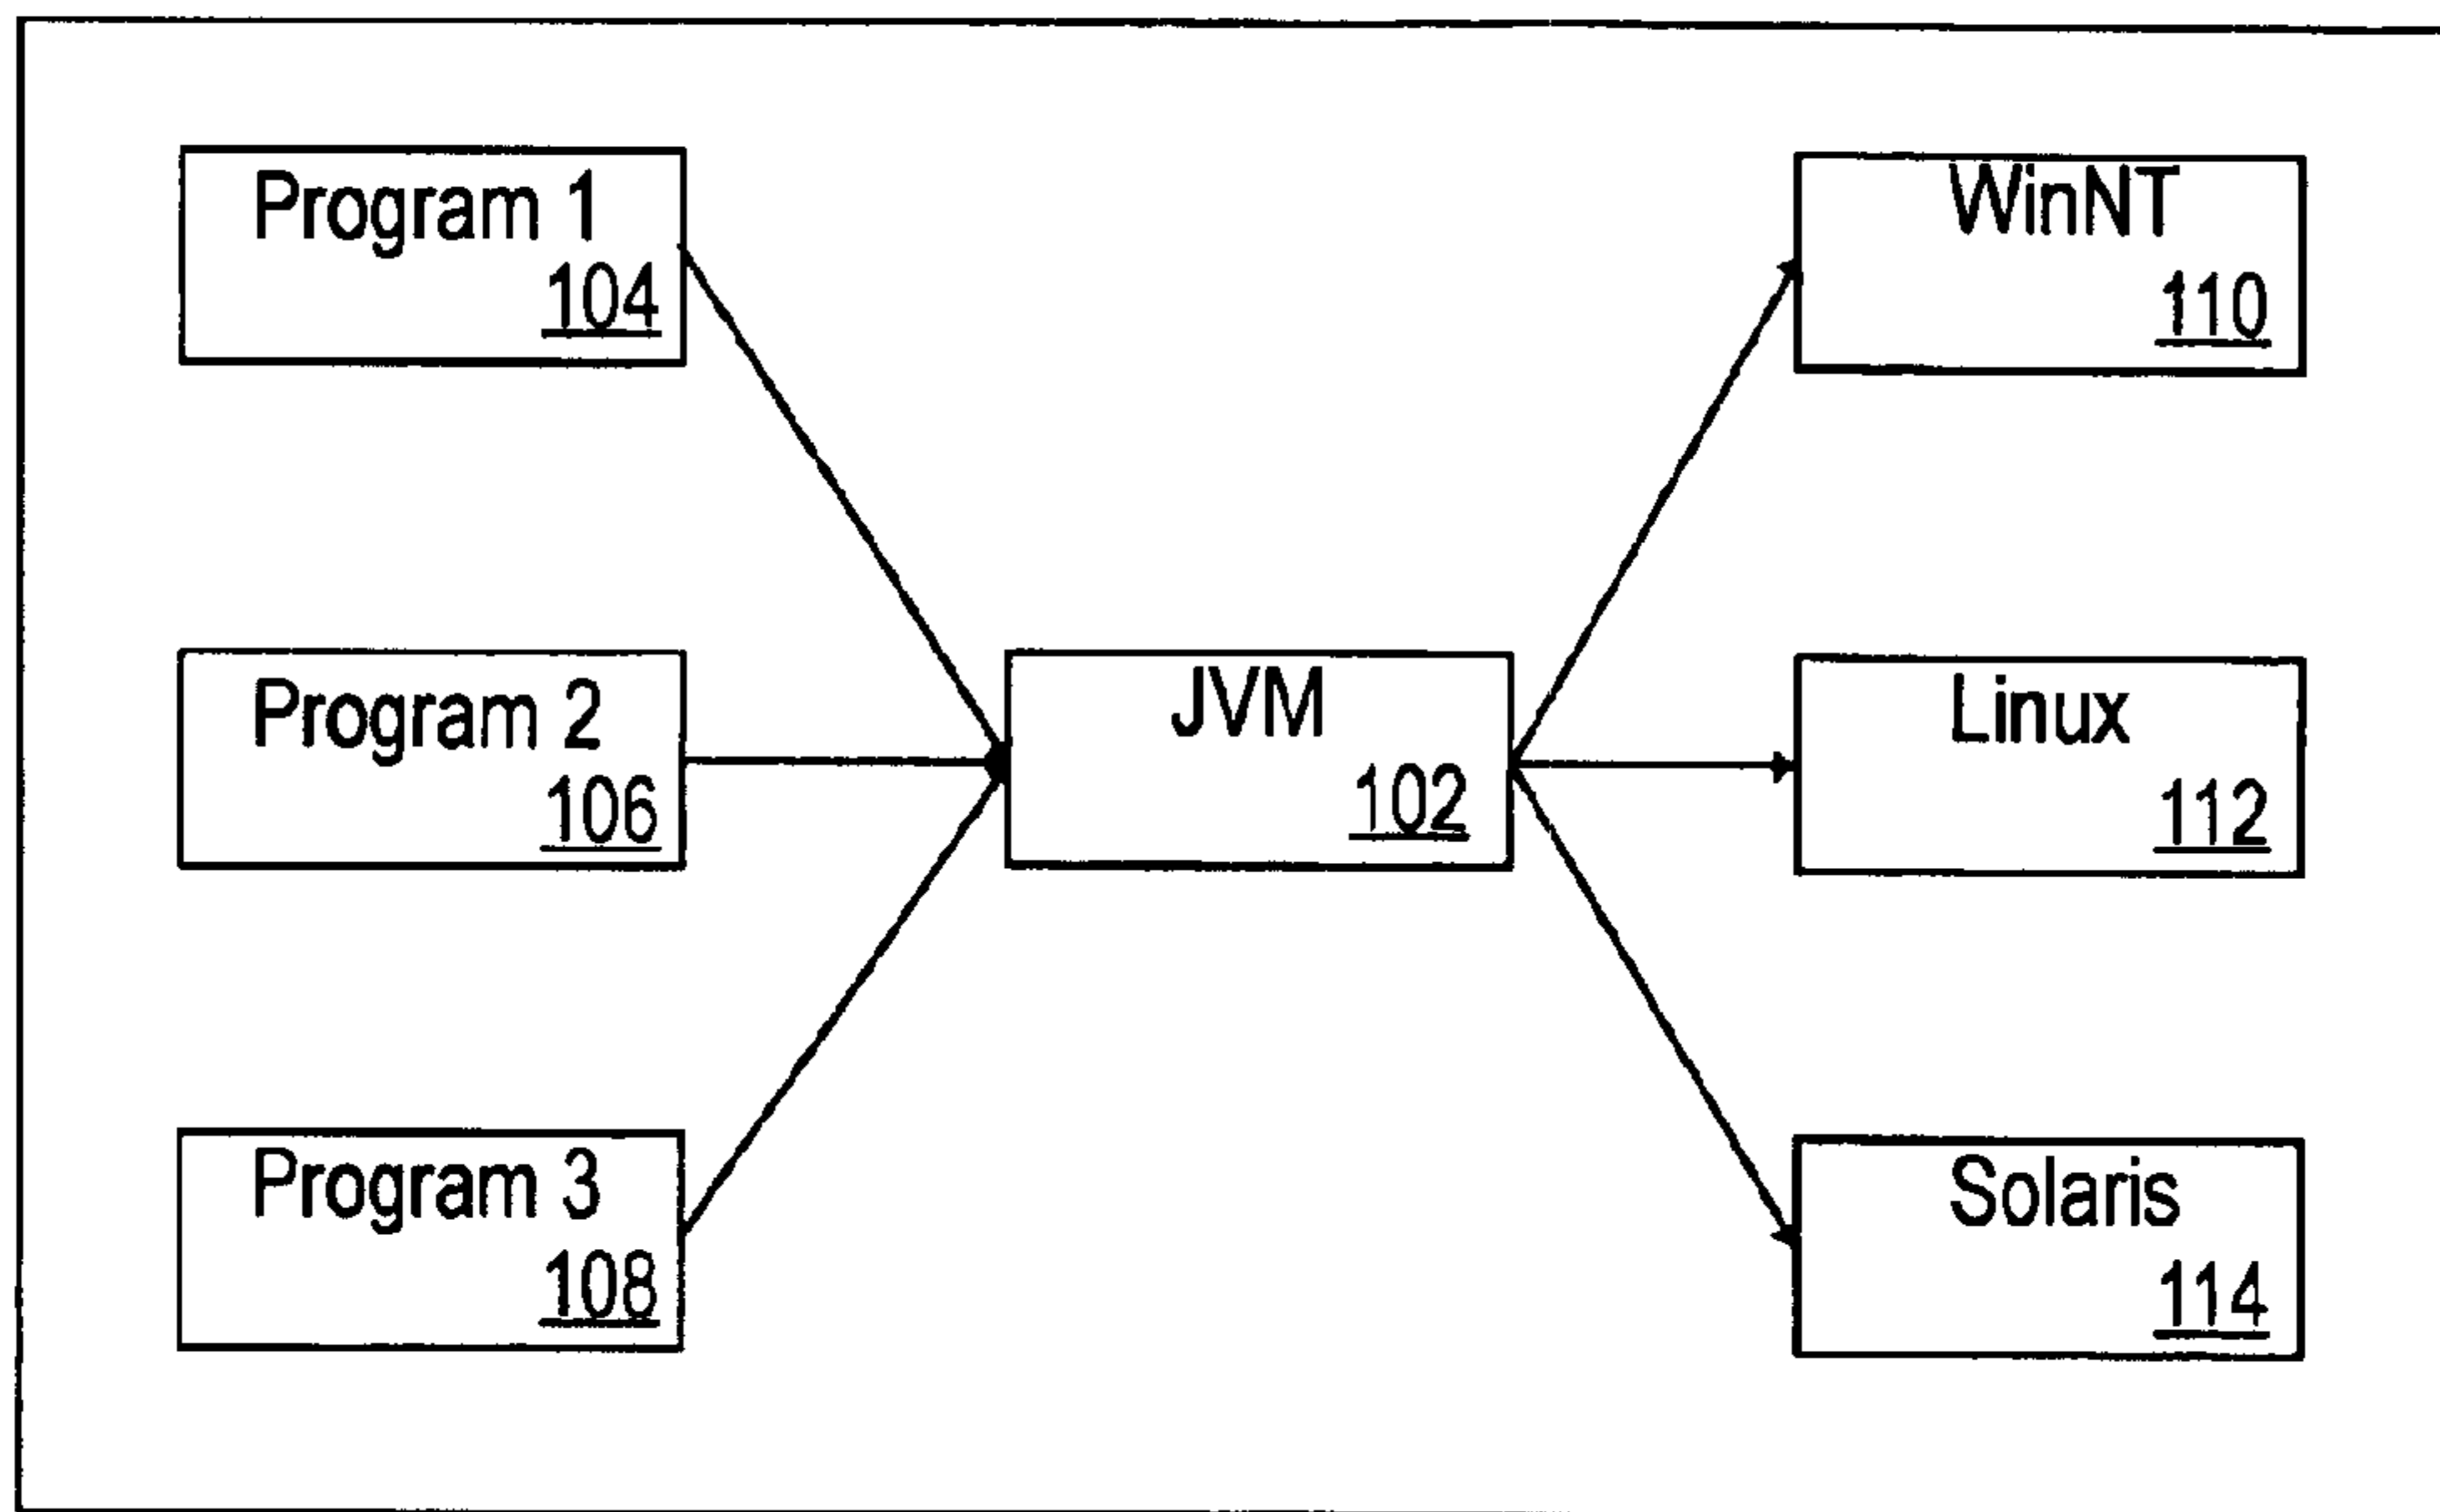 Program 1
104
WinNT
110
Program 2
106
JVM
102
Linux
112
Program 3
108
Solaris
114